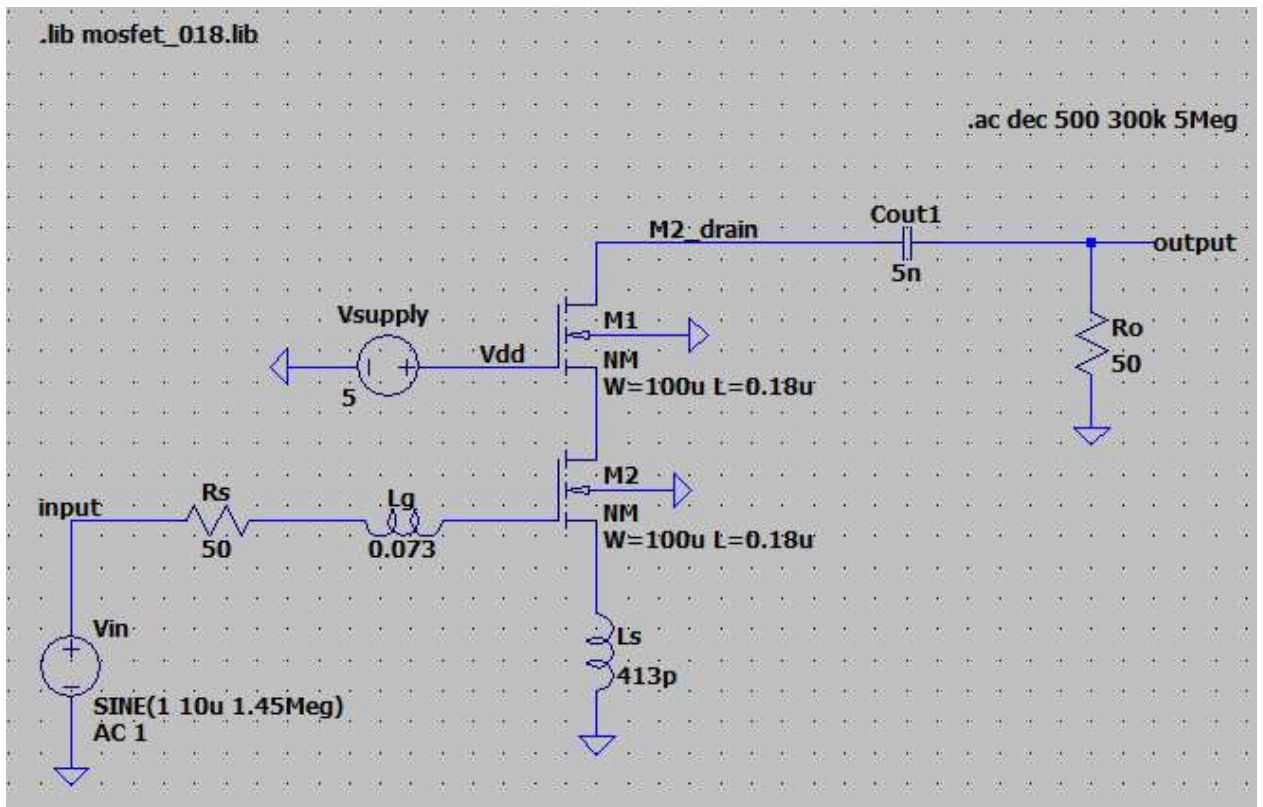 .lib mosfet_018.lib
.ac dec 500 300k 5Meg
Cout1
M2_drain
output
5n
Vsupply
M1
Ro
Vdd
NM
50
5
W=100u L=0.18u
M2
input
Rs
Lg
NM
50
0.073
W=100u L=0.18u
Vin
Ls
413p
SINE(1 10u 1.45Meg)
AC 1